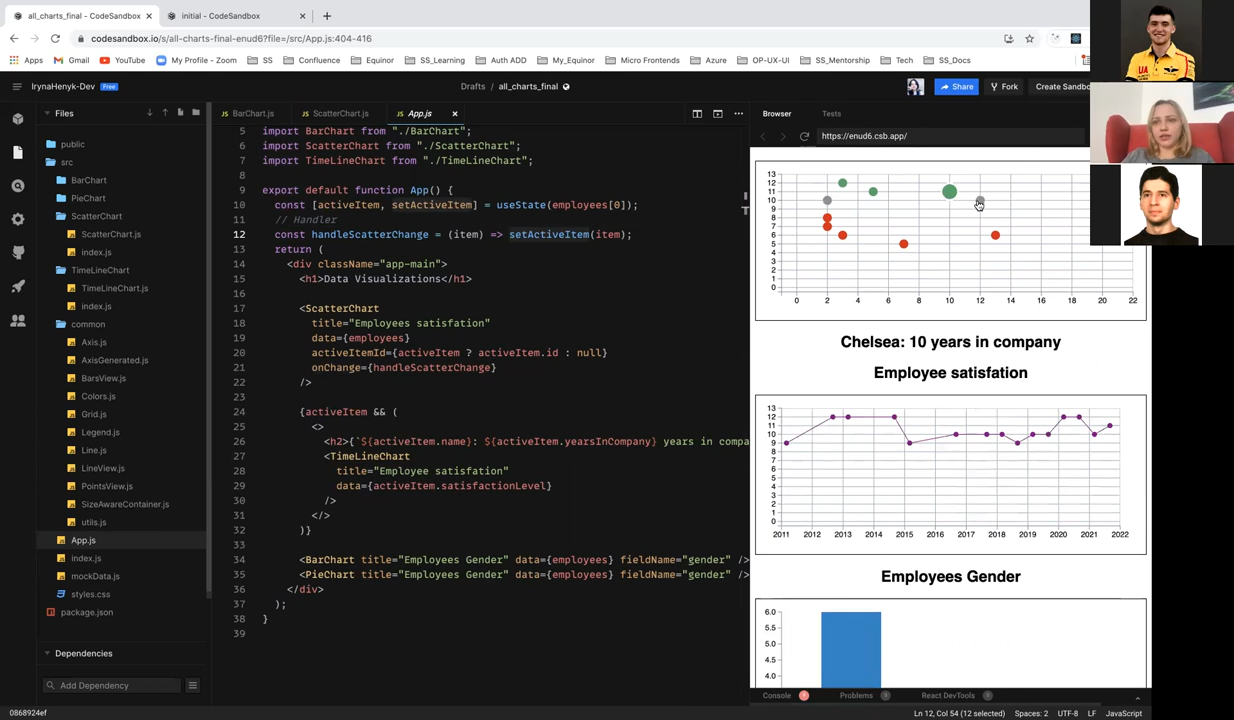 all_charts_final - CodeSandbox
initial - CodeSandbox
codesandbox.io/s/all-charts-final-enud6?file=/src/App.js:404-416
Apps Gmail YouTube My Profile - Zoom SS Confluence Equinor SS_Learning Auth ADD My_Equinor Micro Frontends Azure OP-UX-UI SS_Mentorship Tech SS_Docs
IrynaHenyk-Dev Free
Drafts / all_charts_final
Share Fork Create Sandbo
Files
public
src
BarChart
PieChart
ScatterChart
ScatterChart.js
index.js
TimeLineChart
TimeLineChart.js
index.js
common
Axis.js
AxisGenerated.js
BarsView.js
Colors.js
Grid.js
Legend.js
Line.js
LineView.js
PointsView.js
SizeAwareContainer.js
utils.js
App.js
index.js
mockData.js
styles.css
package.json
Dependencies
Add Dependency
BarChart.js ScatterChart.js App.js
5 import BarChart from "./BarChart";
6 import ScatterChart from "./ScatterChart";
7 import TimeLineChart from "./TimeLineChart";
8
9 export default function App() {
10 const [activeItem, setActiveItem] = useState(employees[0]);
11 // Handler
12 const handleScatterChange = (item) => setActiveItem(item);
13 return (
14 <div className="app-main">
15 <h1>Data Visualizations</h1>
16
17 <ScatterChart
18 title="Employees satisfation"
19 data={employees}
20 activeItemId={activeItem ? activeItem.id : null}
21 onChange={handleScatterChange}
22 />
23
24 {activeItem && (
25 <>
26 <h2>{`${activeItem.name}: ${activeItem.yearsInCompany} years in compa
27 <TimeLineChart
28 title="Employee satisfation"
29 data={activeItem.satisfactionLevel}
30 />
31 </>
32 )}
33
34 <BarChart title="Employees Gender" data={employees} fieldName="gender" />
35 <PieChart title="Employees Gender" data={employees} fieldName="gender" />
36 </div>
37 );
38 }
39
Browser Tests
https://enud6.csb.app/
13
12
11
10
9
8
7
6
5
4
3
2
1
0
0 2 4 6 8 10 12 14 16 18 20 22
Chelsea: 10 years in company
Employee satisfation
13
12
11
10
9
8
7
6
5
4
3
2
1
0
2011 2012 2013 2014 2015 2016 2017 2018 2019 2020 2021 2022
Employees Gender
6.0
5.5
5.0
4.5
4.0
Console Problems React DevTools
0868924ef
Ln 12, Col 54 (12 selected) Spaces: 2 UTF-8 LF JavaScript
UA